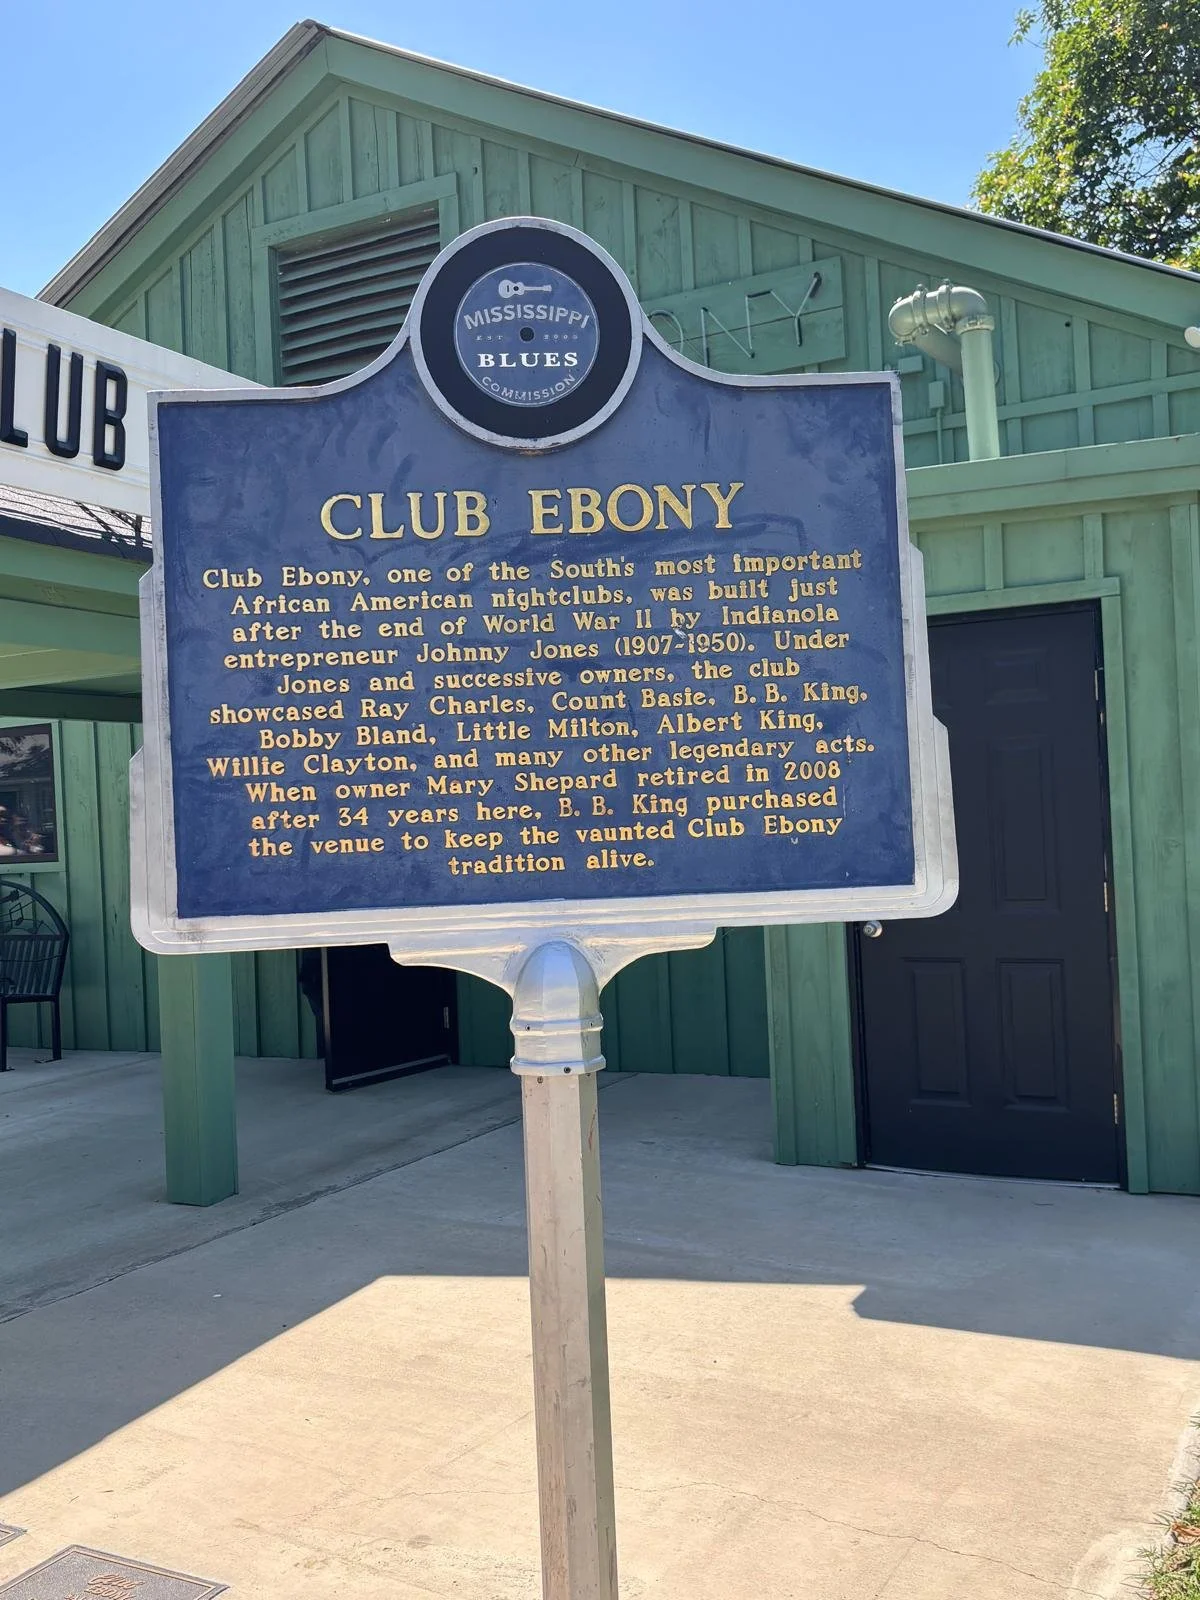 LUB
ONY
MISSISSIPPI
EST 2003
BLUES
COMMISSION
CLUB EBONY
Club Ebony, one of the South's most important
African American nightclubs, was built just
after the end of World War II by Indianola
entrepreneur Johnny Jones (1907-1950). Under
Jones and successive owners, the club
showcased Ray Charles, Count Basie, B. B. King,
Bobby Bland, Little Milton, Albert King,
Willie Clayton, and many other legendary acts.
When owner Mary Shepard retired in 2008
after 34 years here, B. B. King purchased
the venue to keep the vaunted Club Ebony
tradition alive.
CLUB
EBONY